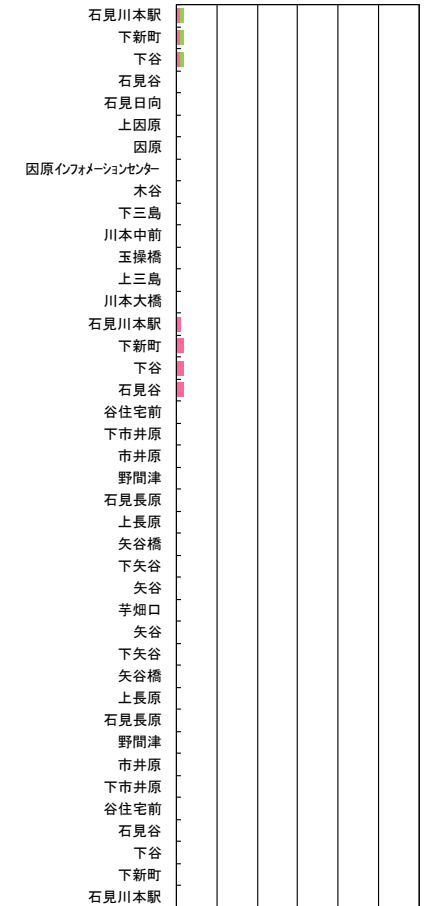 石見川本駅
下新町
下谷
石見谷
石見日向
上因原
因原
因原インフォメーションセンター
木谷
下三島
川本中前
玉操橋
上三島
川本大橋
石見川本駅
下新町
下谷
石見谷
谷住宅前
下市井原
市井原
野間津
石見長原
上長原
矢谷橋
下矢谷
矢谷
芋畑口
矢谷
下矢谷
矢谷橋
上長原
石見長原
野間津
市井原
下市井原
谷住宅前
石見谷
下谷
下新町
石見川本駅